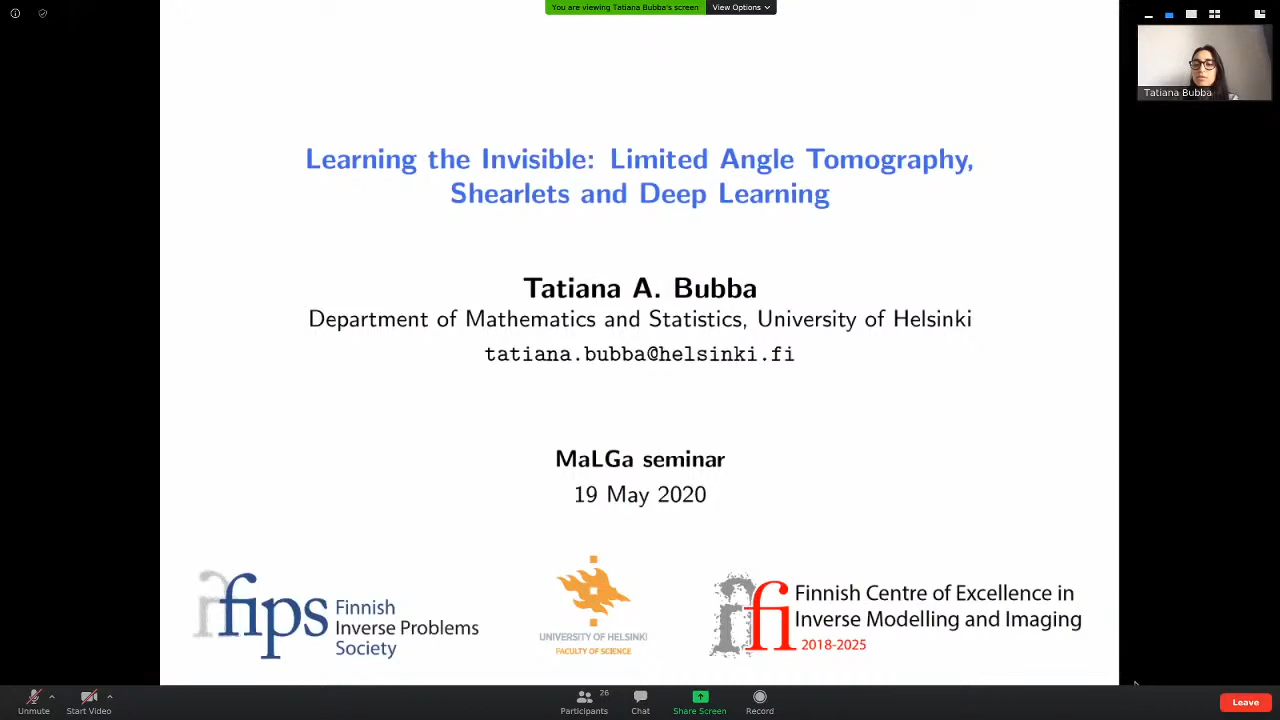 You are viewing Tatiana Bubba's screen
View Options
Tatiana Bubba
Learning the Invisible: Limited Angle Tomography,
Shearlets and Deep Learning
Tatiana A. Bubba
Department of Mathematics and Statistics, University of Helsinki
tatiana.bubba@helsinki.fi
MaLGa seminar
19 May 2020
fips
Finnish
Inverse Problems
Society
UNIVERSITY OF HELSINKI
FACULTY OF SCIENCE
fi
Finnish Centre of Excellence in
Inverse Modelling and Imaging
2018-2025
Unmute
Start Video
26
Participants
Chat
Share Screen
Record
Leave